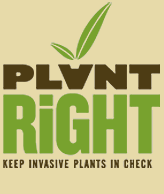 PLANT
RiGHT
KEEP INVASIVE PLANTS IN CHECK